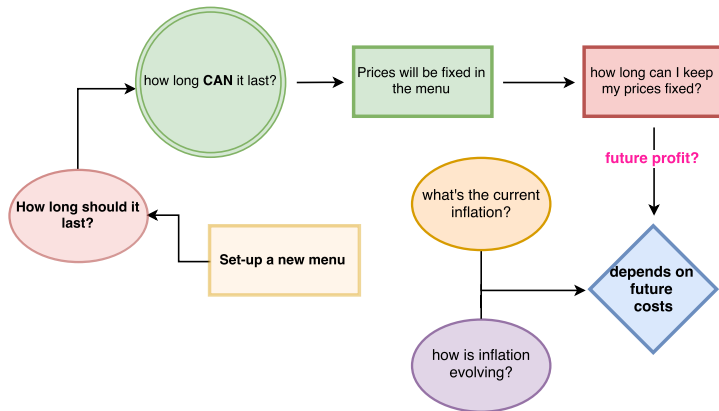 how long CAN it last?
Prices will be fixed in
the menu
how long can I keep
my prices fixed?
future profit?
How long should it
last?
Set-up a new menu
what's the current
inflation?
depends on
future
costs
how is inflation
evolving?